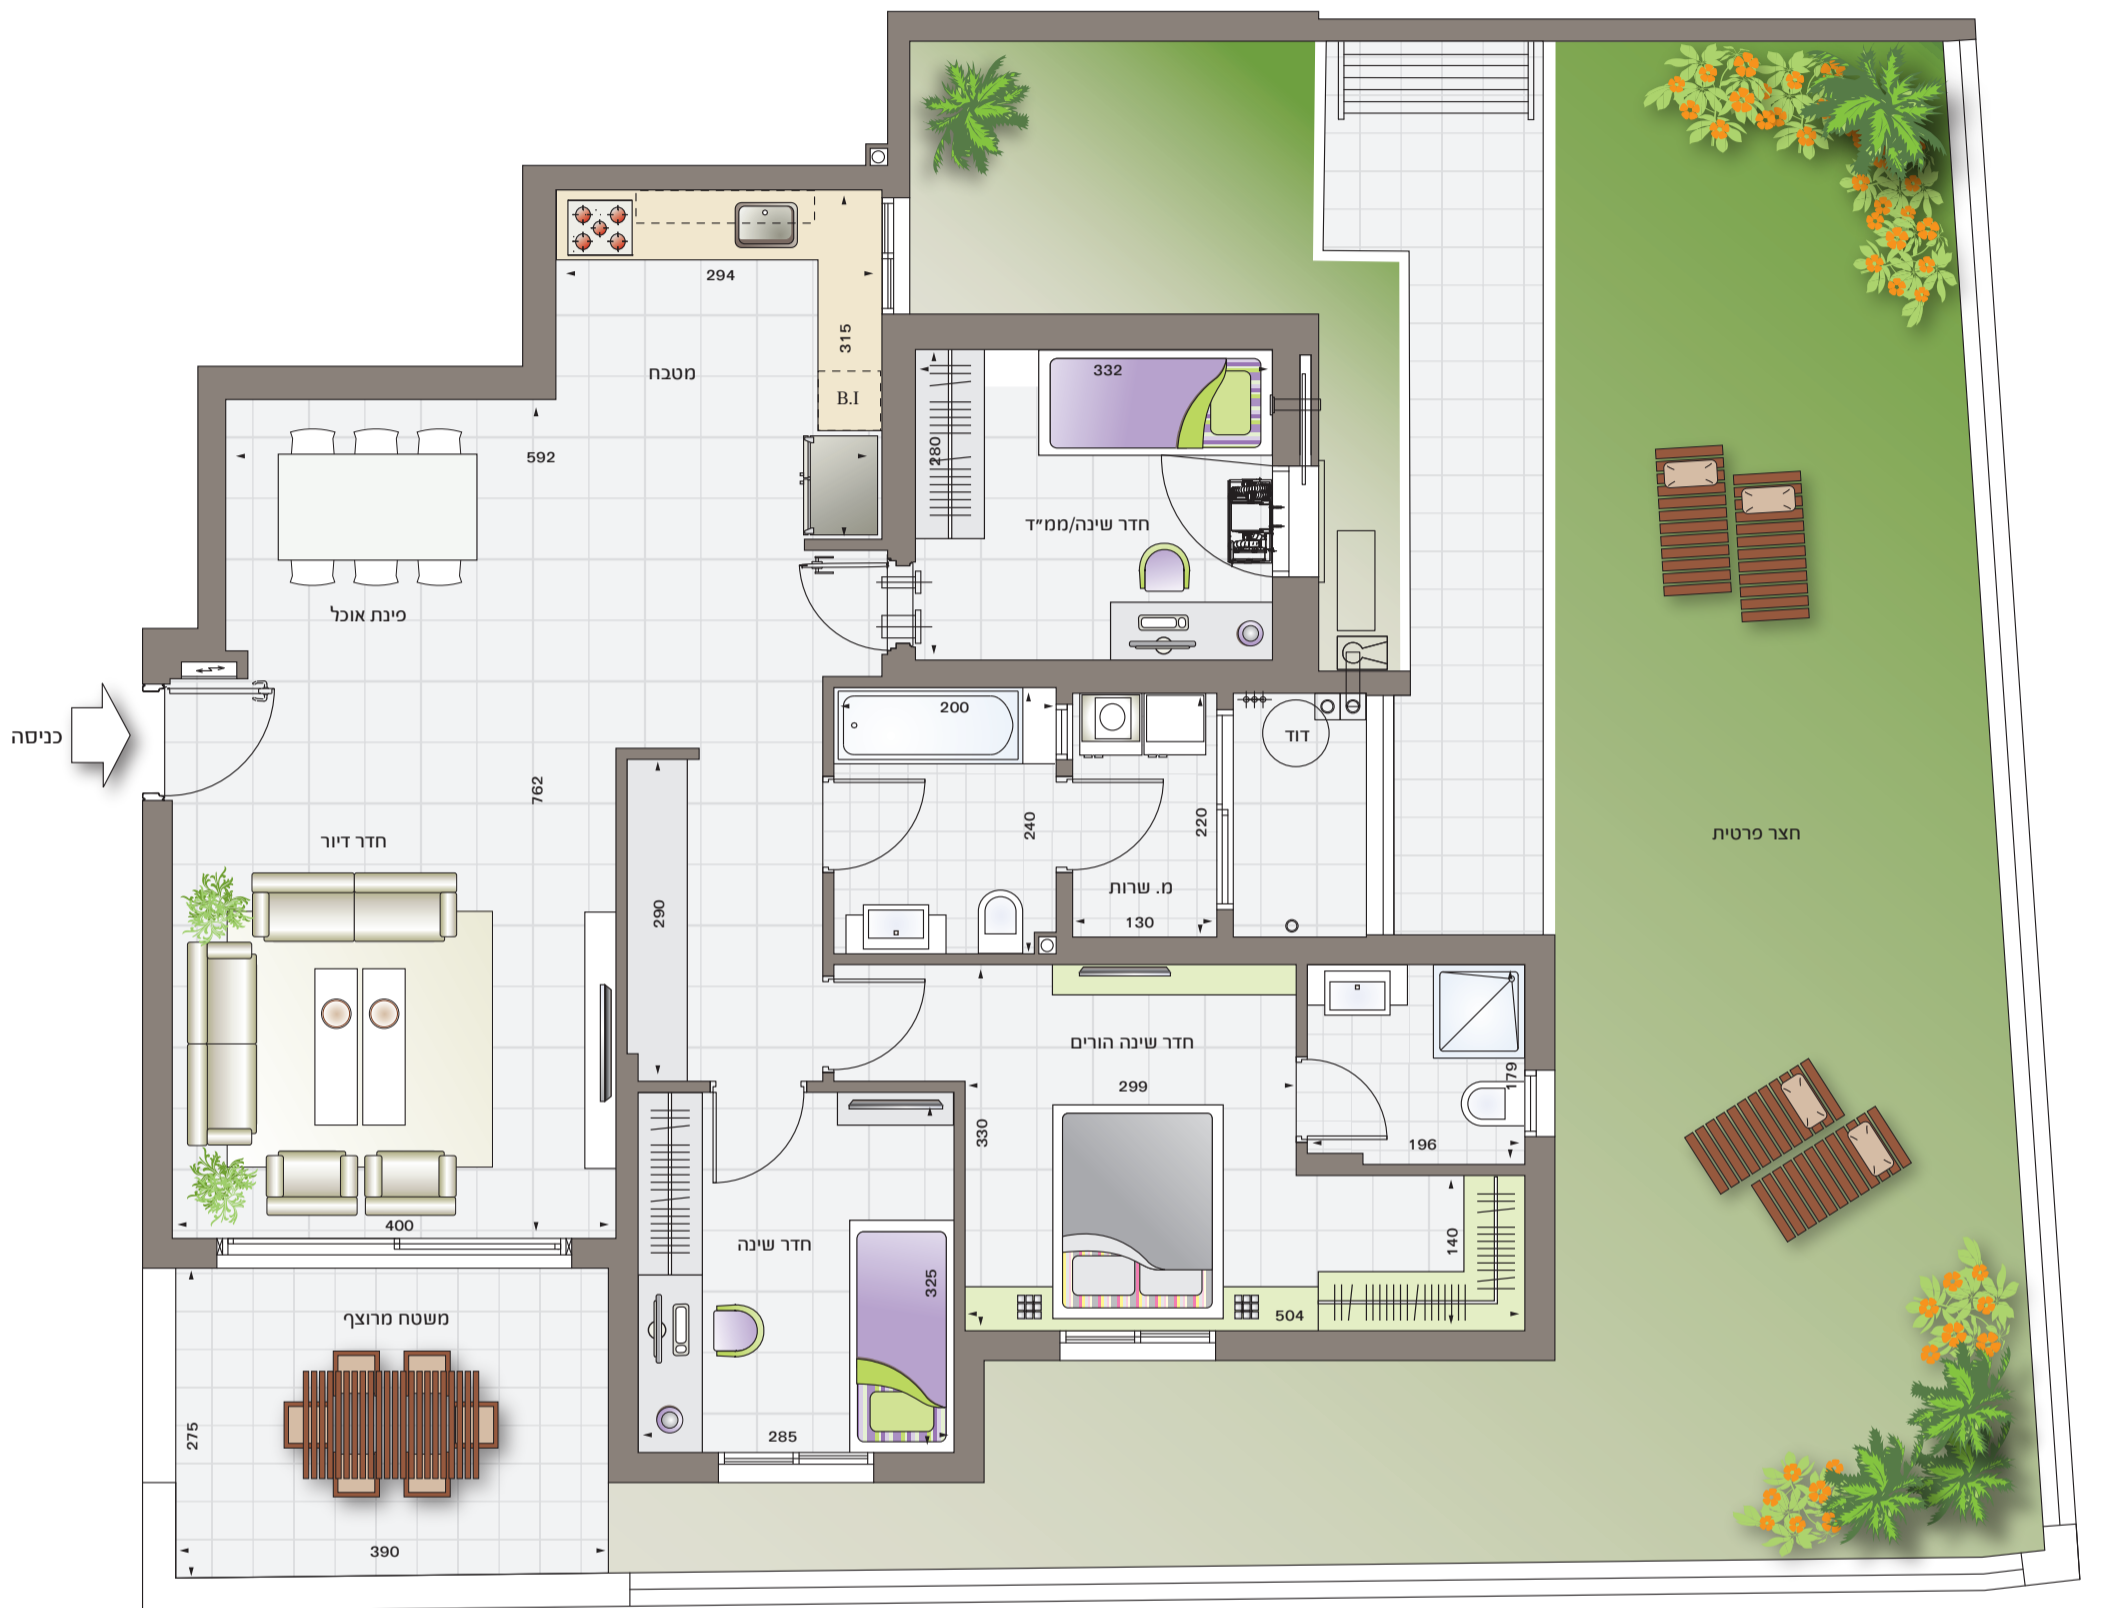 294
315
מטבח
B.I
332
280
592
חדר שינה/ממ״ד
פינת אוכל
כניסה
200
דוד
762
240
220
חדר דיור
חצר פרטית
מ. שרות
290
130
חדר שינה הורים
299
330
179
196
400
חדר שינה
140
325
504
משטח מרוצף
275
285
390